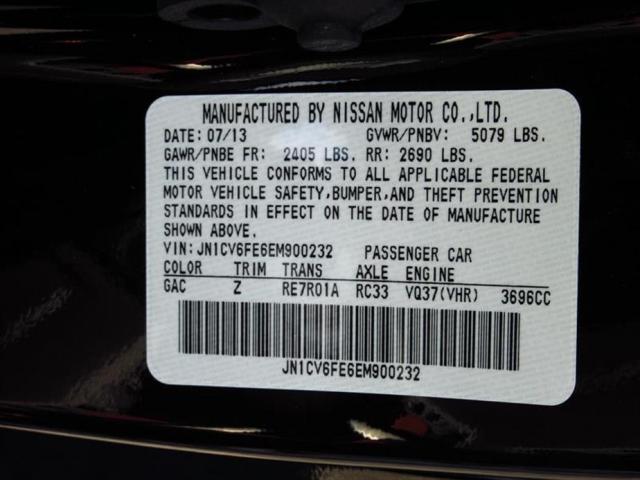 MANUFACTURED BY NISSAN MOTOR CO.,LTD.
DATE: 07/13 GVWR/PNBV: 5079 LBS.
GAWR/PNBE FR: 2405 LBS. RR: 2690 LBS.
THIS VEHICLE CONFORMS TO ALL APPLICABLE FEDERAL
MOTOR VEHICLE SAFETY,BUMPER,AND THEFT PREVENTION
STANDARDS IN EFFECT ON THE DATE OF MANUFACTURE
SHOWN ABOVE.
VIN: JN1CV6FE6EM900232 PASSENGER CAR
COLOR TRIM TRANS AXLE ENGINE
GAC Z RE7R01A RC33 VQ37(VHR) 3696CC
JN1CV6FE6EM900232